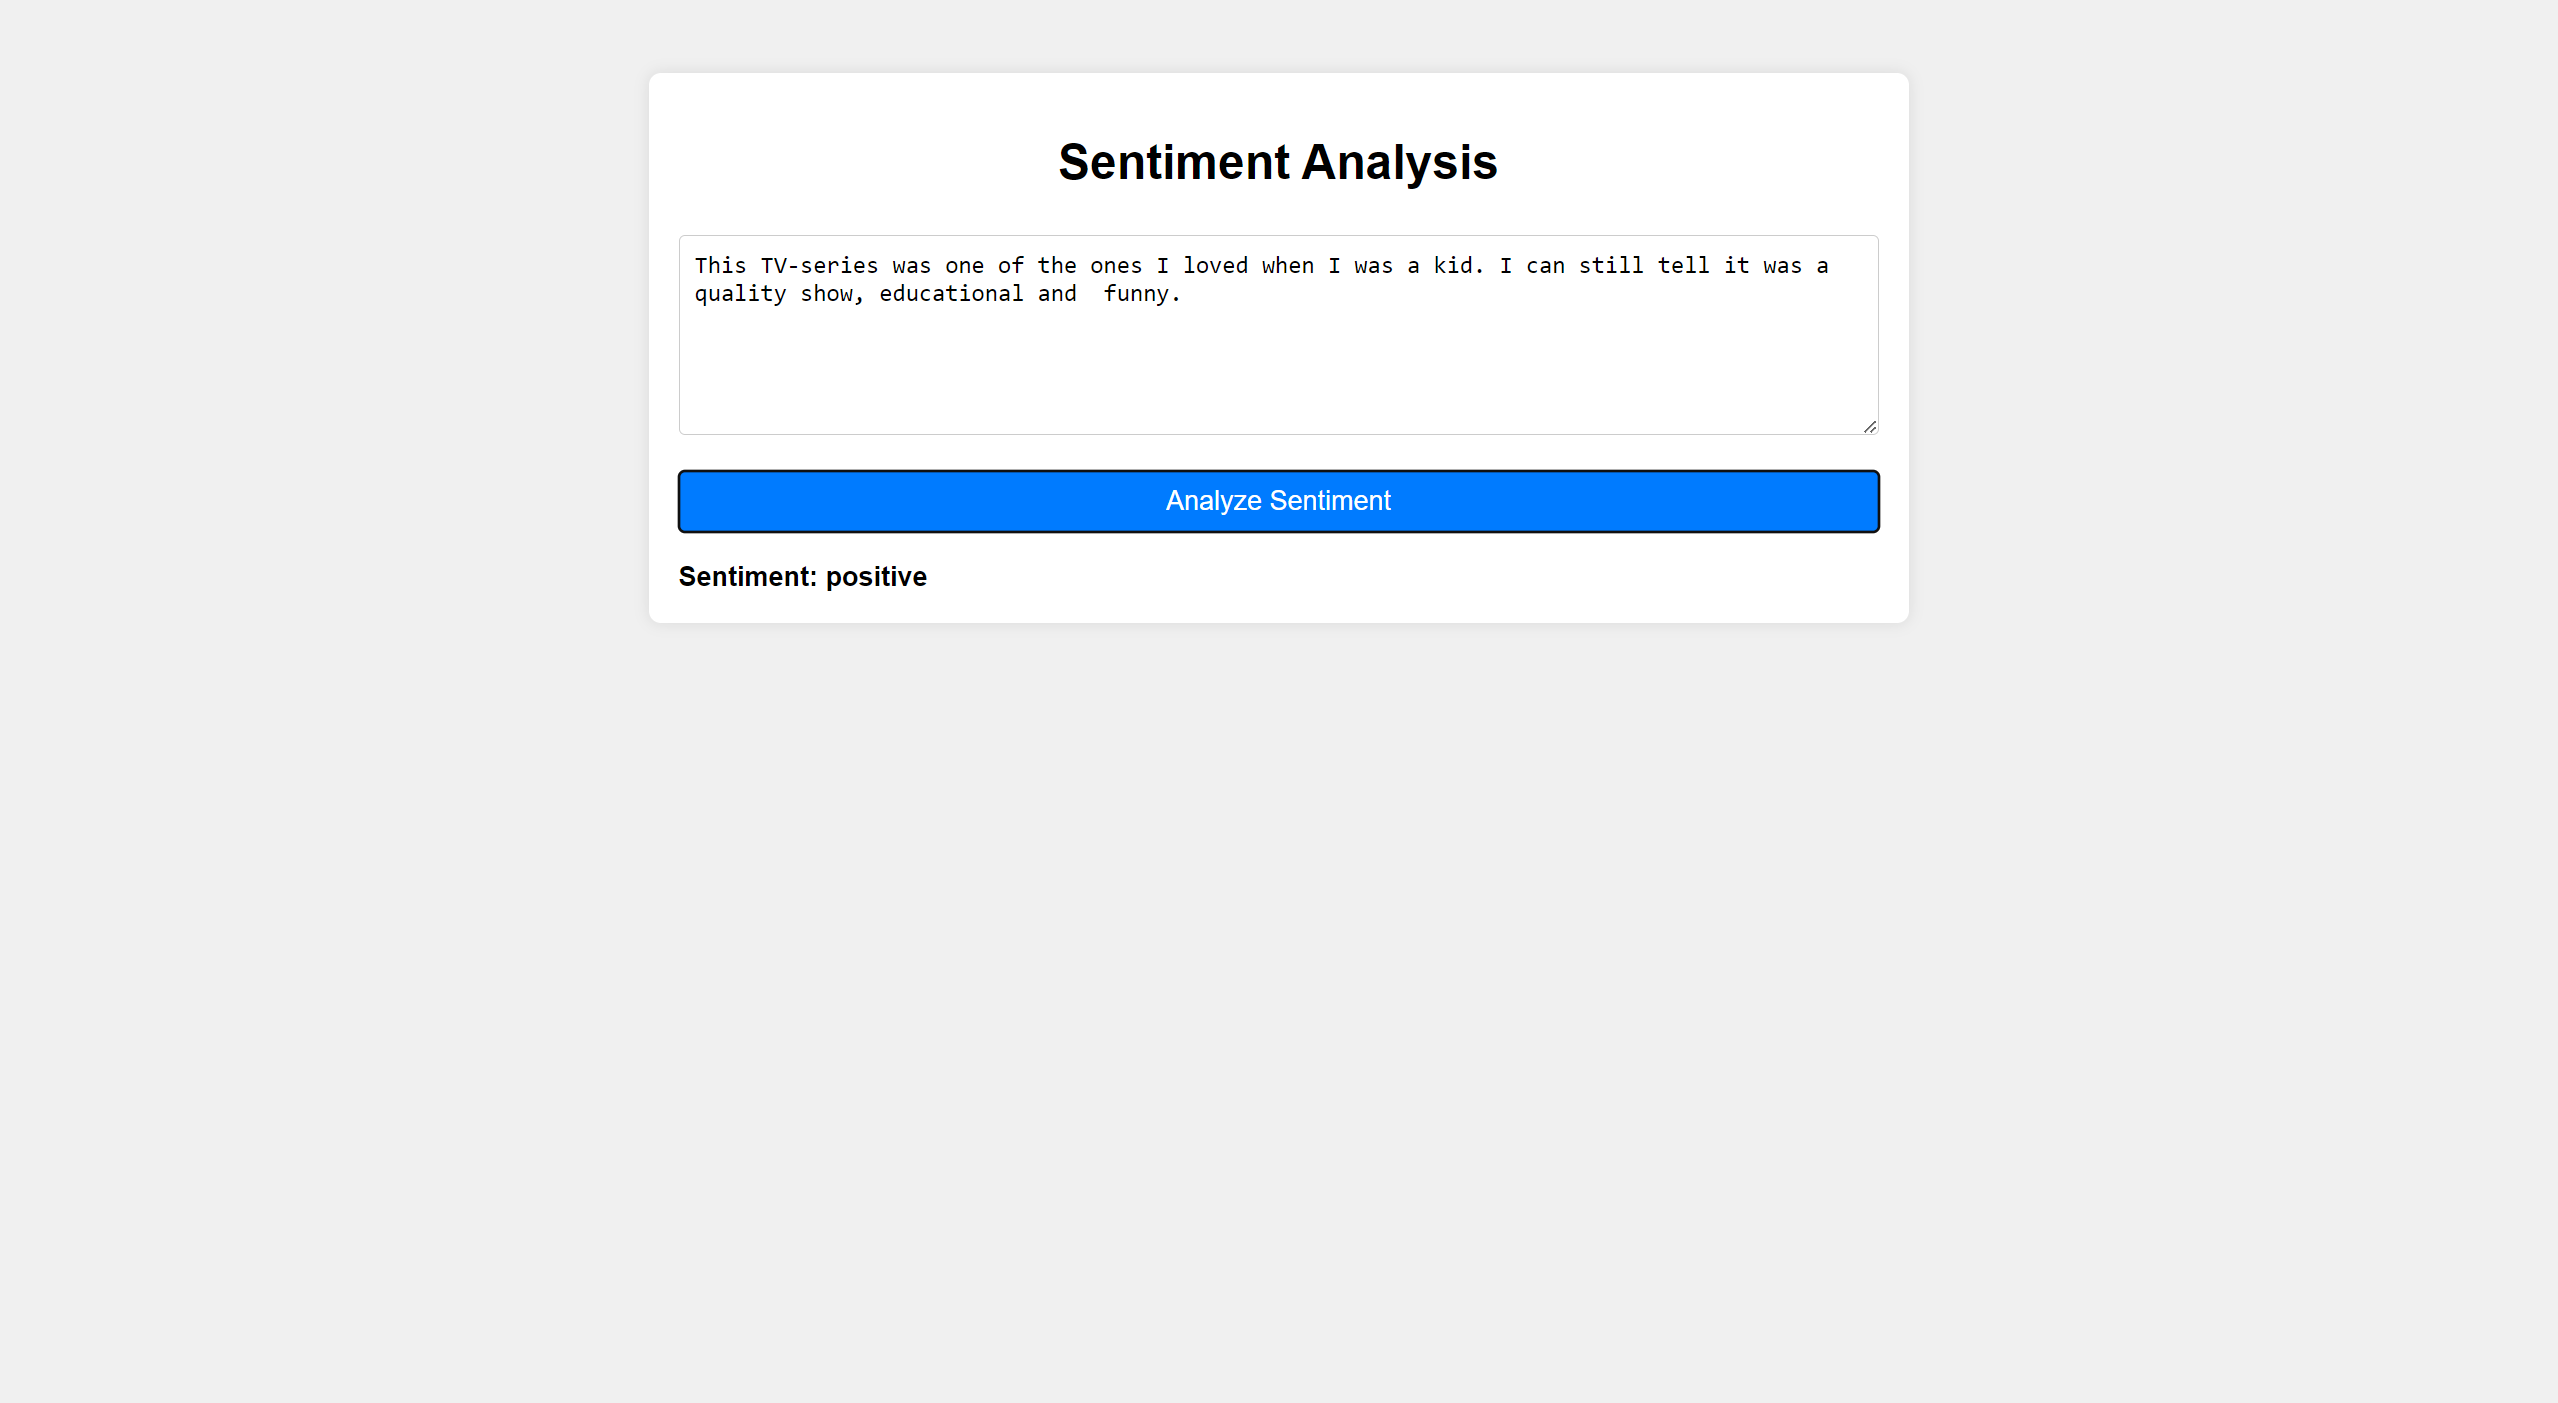 Sentiment Analysis
This TV-series was one of the ones I loved when I was a kid. I can still tell it was a
quality show, educational and  funny.
Analyze Sentiment
Sentiment: positive